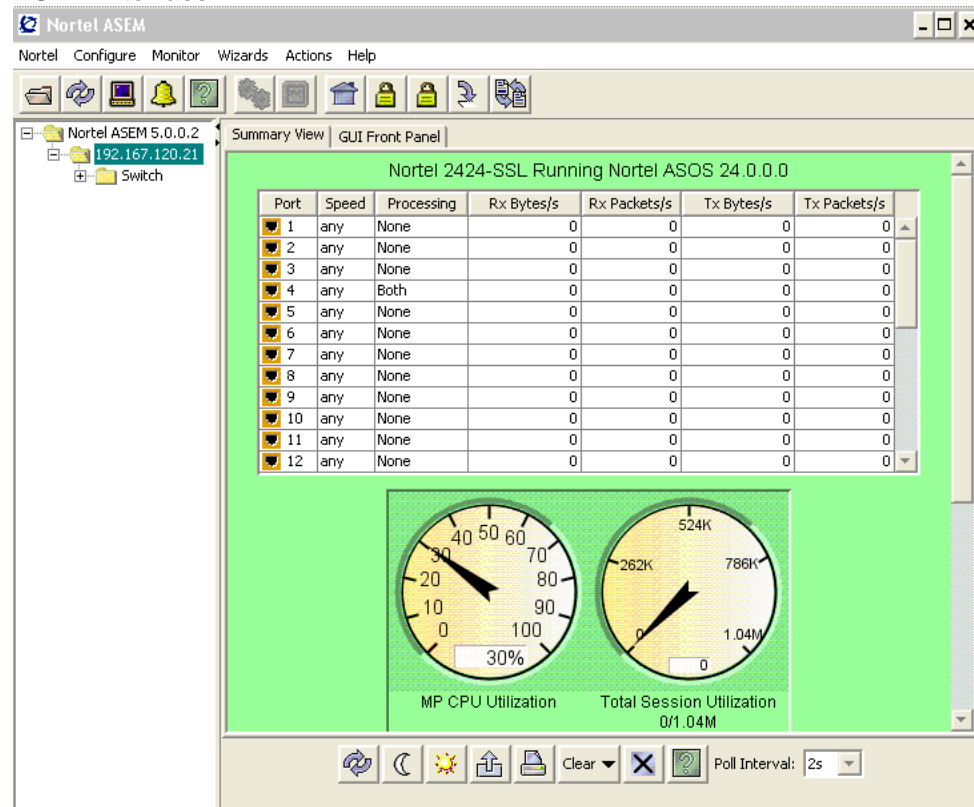 Nortel ASEM
Nortel Configure Monitor Wizards Actions Help
Nortel ASEM 5.0.0.2
192.167.120.21
Switch
Summary View GUI Front Panel
Nortel 2424-SSL Running Nortel ASOS 24.0.0.0
Port Speed Processing Rx Bytes/s Rx Packets/s Tx Bytes/s Tx Packets/s
1 any None 0 0 0 0
2 any None 0 0 0 0
3 any None 0 0 0 0
4 any Both 0 0 0 0
5 any None 0 0 0 0
6 any None 0 0 0 0
7 any None 0 0 0 0
8 any None 0 0 0 0
9 any None 0 0 0 0
10 any None 0 0 0 0
11 any None 0 0 0 0
12 any None 0 0 0 0
0 10 20 30 40 50 60 70 80 90 100
30%
MP CPU Utilization
0 262K 524K 786K 1.04M
0
Total Session Utilization
0/1.04M
Clear Poll Interval: 2s